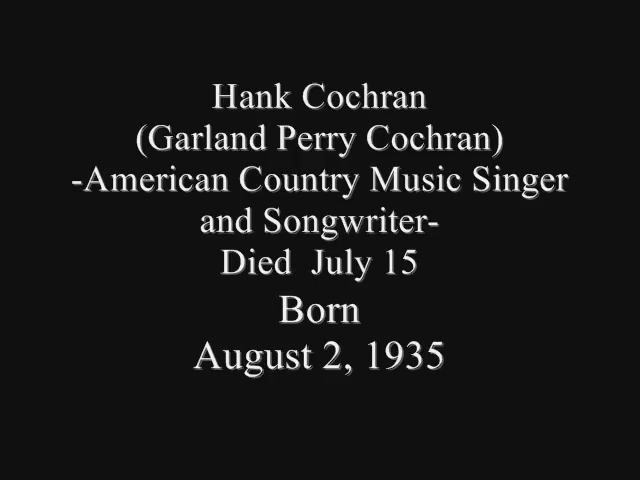 Hank Cochran
(Garland Perry Cochran)
-American Country Music Singer
and Songwriter-
Died  July 15
Born
August 2, 1935